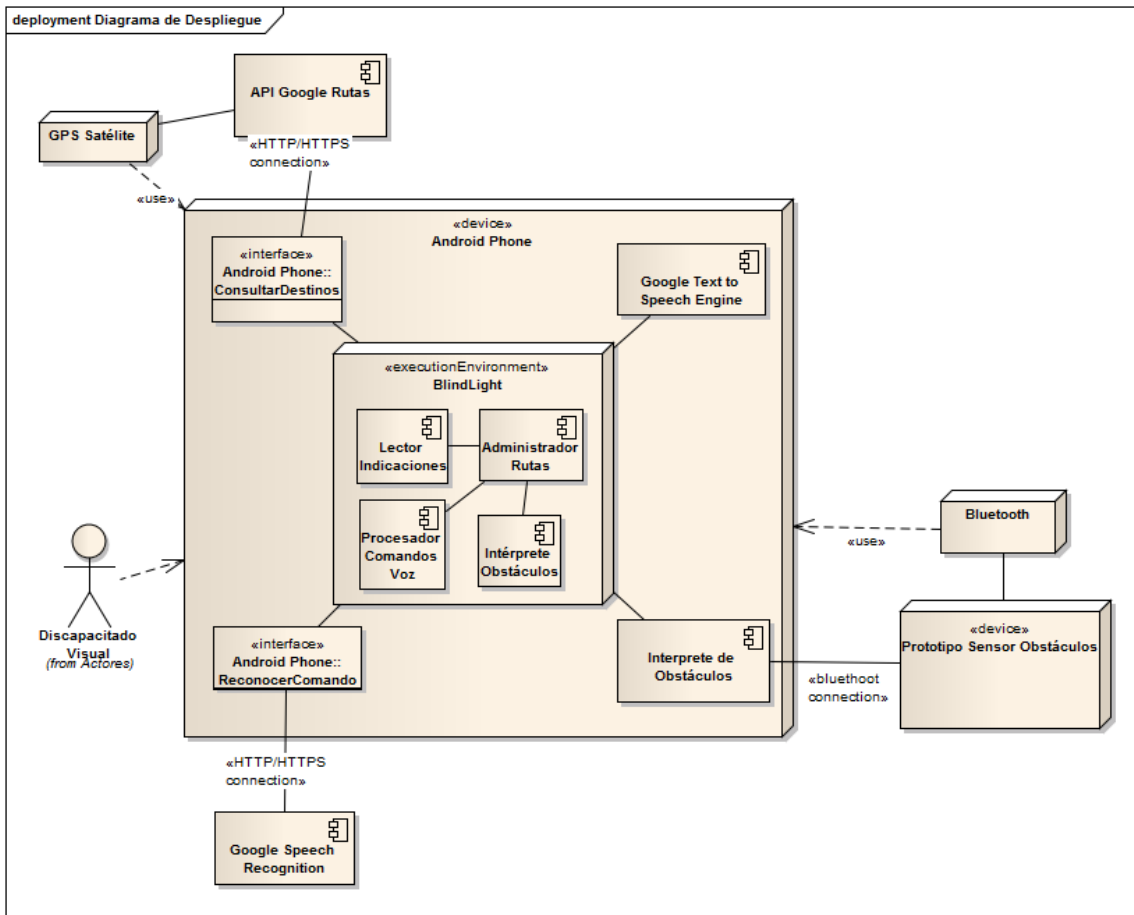 deployment Diagrama de Despliegue
API Google Rutas
GPS Satélite
«HTTP/HTTPS
connection»
«use»
«device»
Android Phone
«interface»
Android Phone::
ConsultarDestinos
Google Text to
Speech Engine
«executionEnvironment»
BlindLight
Lector
Indicaciones
Administrador
Rutas
Procesador
Comandos
Voz
Intérprete
Obstáculos
Bluetooth
«use»
Discapacitado
Visual
(from Actores)
«interface»
Android Phone::
ReconocerComando
Interprete de
Obstáculos
«bluethoot
connection»
«device»
Prototipo Sensor Obstáculos
«HTTP/HTTPS
connection»
Google Speech
Recognition